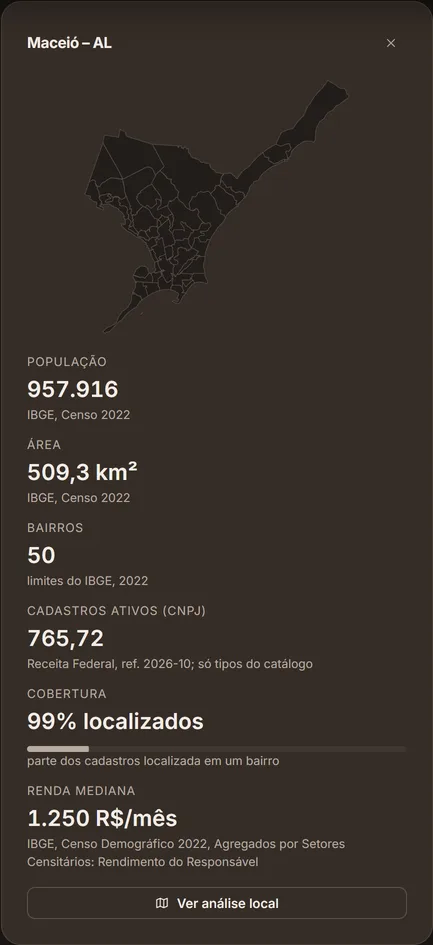 Maceió – AL
POPULAÇÃO
957.916
IBGE, Censo 2022
ÁREA
509,3 km²
IBGE, Censo 2022
BAIRROS
50
limites do IBGE, 2022
CADASTROS ATIVOS (CNPJ)
765,72
Receita Federal, ref. 2026-10; só tipos do catálogo
COBERTURA
99% localizados
parte dos cadastros localizada em um bairro
RENDA MEDIANA
1.250 R$/mês
IBGE, Censo Demográfico 2022, Agregados por Setores
Censitários: Rendimento do Responsável
Ver análise local